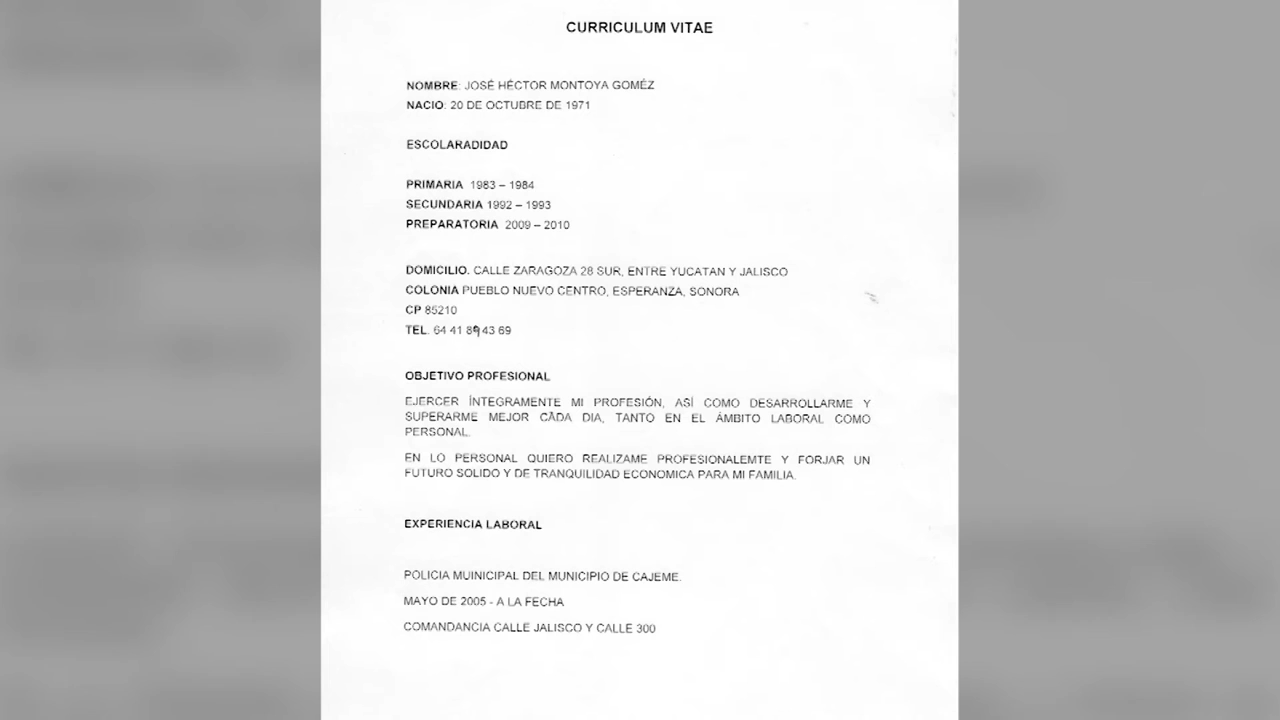 CURRICULUM VITAE
NOMBRE: JOSÉ HÉCTOR MONTOYA GOMÉZ
NACIO: 20 DE OCTUBRE DE 1971
ESCOLARADIDAD
PRIMARIA 1983 – 1984
SECUNDARIA 1992 – 1993
PREPARATORIA 2009 – 2010
DOMICILIO. CALLE ZARAGOZA 28 SUR, ENTRE YUCATAN Y JALISCO
COLONIA PUEBLO NUEVO CENTRO, ESPERANZA, SONORA
CP 85210
TEL. 64 41 89 43 69
OBJETIVO PROFESIONAL
EJERCER ÍNTEGRAMENTE MI PROFESIÓN, ASÍ COMO DESARROLLARME Y
SUPERARME MEJOR CADA DIA, TANTO EN EL ÁMBITO LABORAL COMO
PERSONAL.
EN LO PERSONAL QUIERO REALIZAME PROFESIONALEMTE Y FORJAR UN
FUTURO SOLIDO Y DE TRANQUILIDAD ECONOMICA PARA MI FAMILIA.
EXPERIENCIA LABORAL
POLICIA MUINICIPAL DEL MUNICIPIO DE CAJEME.
MAYO DE 2005 - A LA FECHA
COMANDANCIA CALLE JALISCO Y CALLE 300